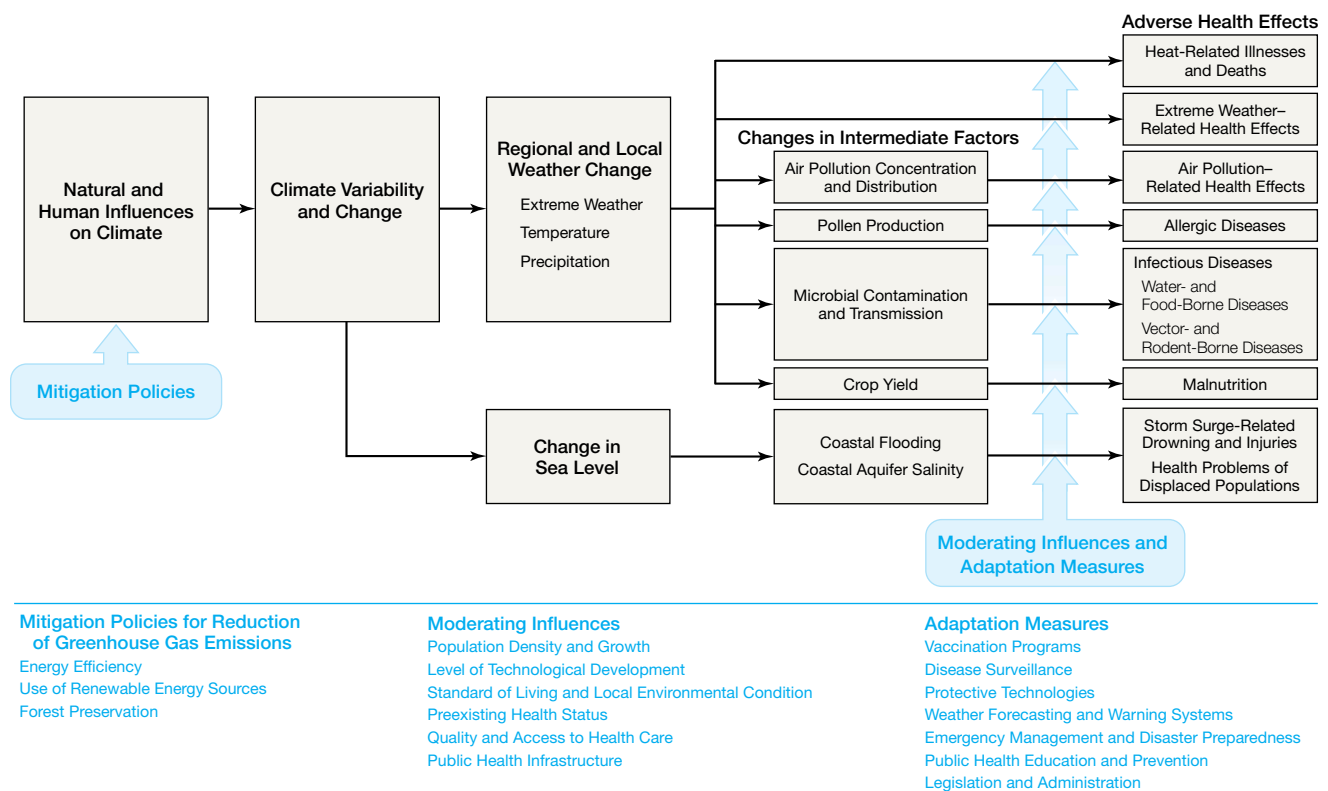 Adverse Health Effects
Heat-Related Illnesses
and Deaths
Extreme Weather–
Related Health Effects
Changes in Intermediate Factors
Natural and
Human Influences
on Climate
Climate Variability
and Change
Regional and Local
Weather Change
Extreme Weather
Temperature
Precipitation
Air Pollution Concentration
and Distribution
Air Pollution–
Related Health Effects
Pollen Production
Allergic Diseases
Microbial Contamination
and Transmission
Infectious Diseases
Water- and
Food-Borne Diseases
Vector- and
Rodent-Borne Diseases
Mitigation Policies
Crop Yield
Malnutrition
Change in
Sea Level
Coastal Flooding
Coastal Aquifer Salinity
Storm Surge-Related
Drowning and Injuries
Health Problems of
Displaced Populations
Moderating Influences and
Adaptation Measures
Mitigation Policies for Reduction
of Greenhouse Gas Emissions
Energy Efficiency
Use of Renewable Energy Sources
Forest Preservation
Moderating Influences
Population Density and Growth
Level of Technological Development
Standard of Living and Local Environmental Condition
Preexisting Health Status
Quality and Access to Health Care
Public Health Infrastructure
Adaptation Measures
Vaccination Programs
Disease Surveillance
Protective Technologies
Weather Forecasting and Warning Systems
Emergency Management and Disaster Preparedness
Public Health Education and Prevention
Legislation and Administration